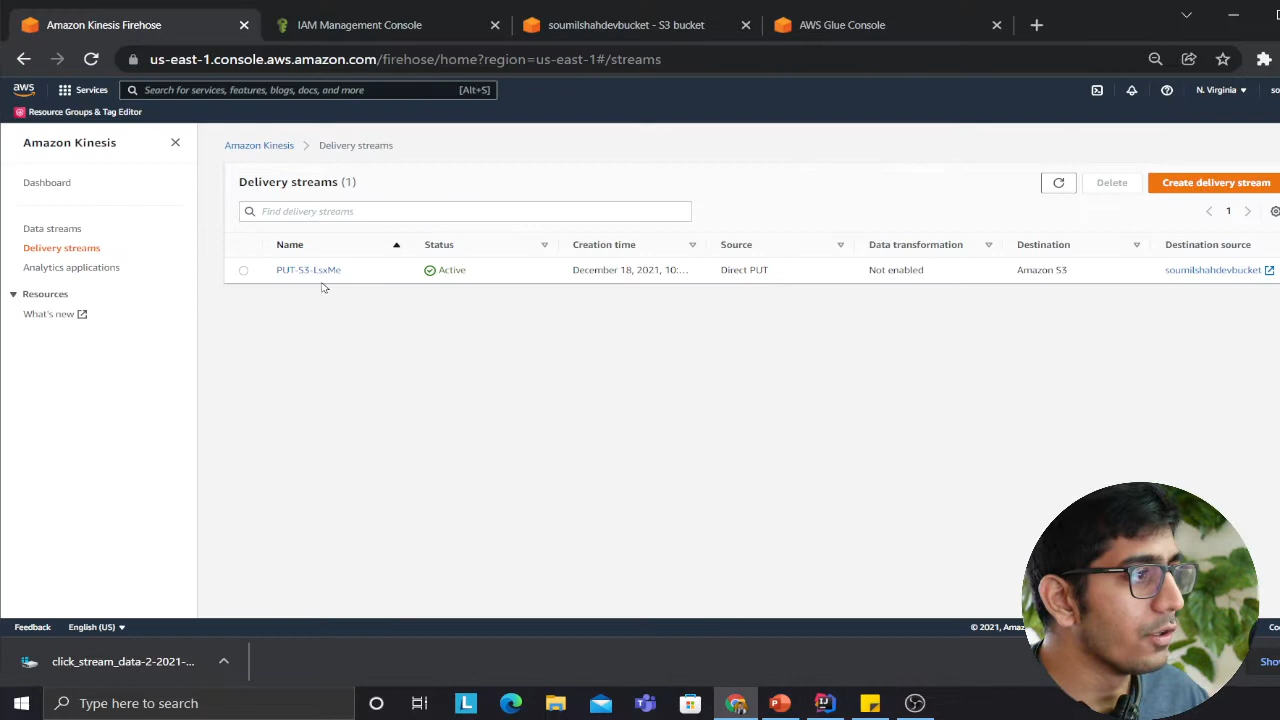 Amazon Kinesis Firehose
IAM Management Console
soumilshahdevbucket - S3 bucket
AWS Glue Console
us-east-1.console.aws.amazon.com/firehose/home?region=us-east-1#/streams
aws
Services
Search for services, features, blogs, docs, and more
[Alt+S]
N. Virginia
so
Resource Groups & Tag Editor
Amazon Kinesis
Dashboard
Data streams
Delivery streams
Analytics applications
Resources
What's new
Amazon Kinesis
Delivery streams
Delivery streams (1)
Delete
Create delivery stream
Find delivery streams
1
Name
Status
Creation time
Source
Data transformation
Destination
Destination source
PUT-S3-LsxMe
Active
December 18, 2021, 10:...
Direct PUT
Not enabled
Amazon S3
soumilshahdevbucket
Feedback
English (US)
© 2021, Amaz
Co
click_stream_data-2-2021-...
Show
Type here to search
L